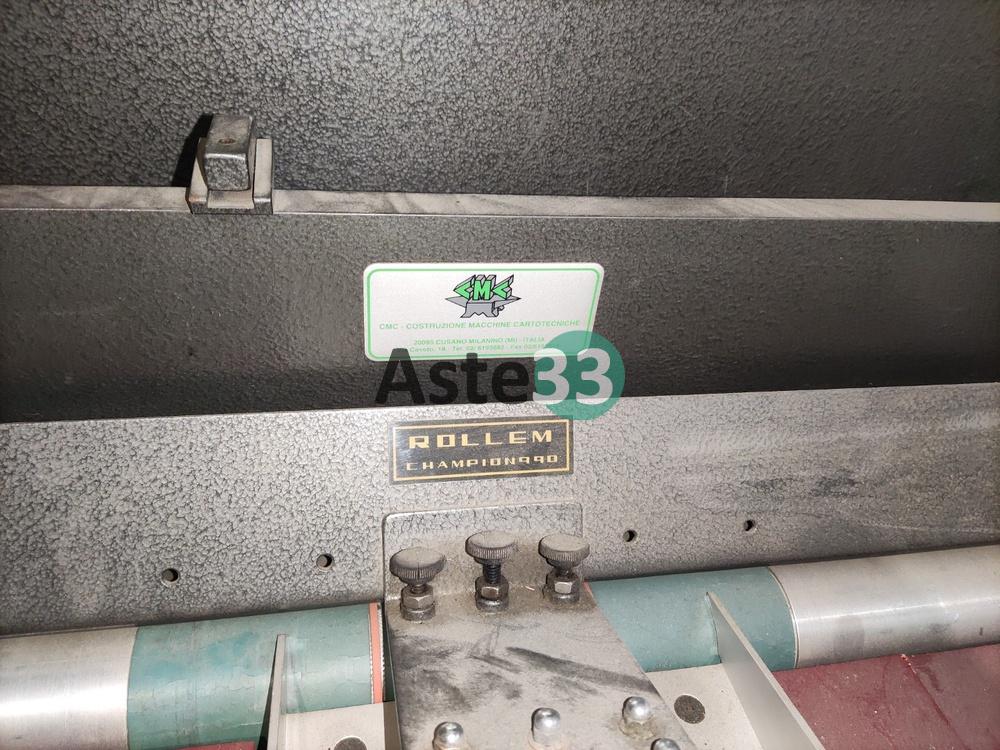 CMC
CMC - COSTRUZIONE MACCHINE CARTOTECNICHE
20095 CUSANO MILANINO (MI) - ITALIA
Aste33
ROLLEM
CHAMPION990